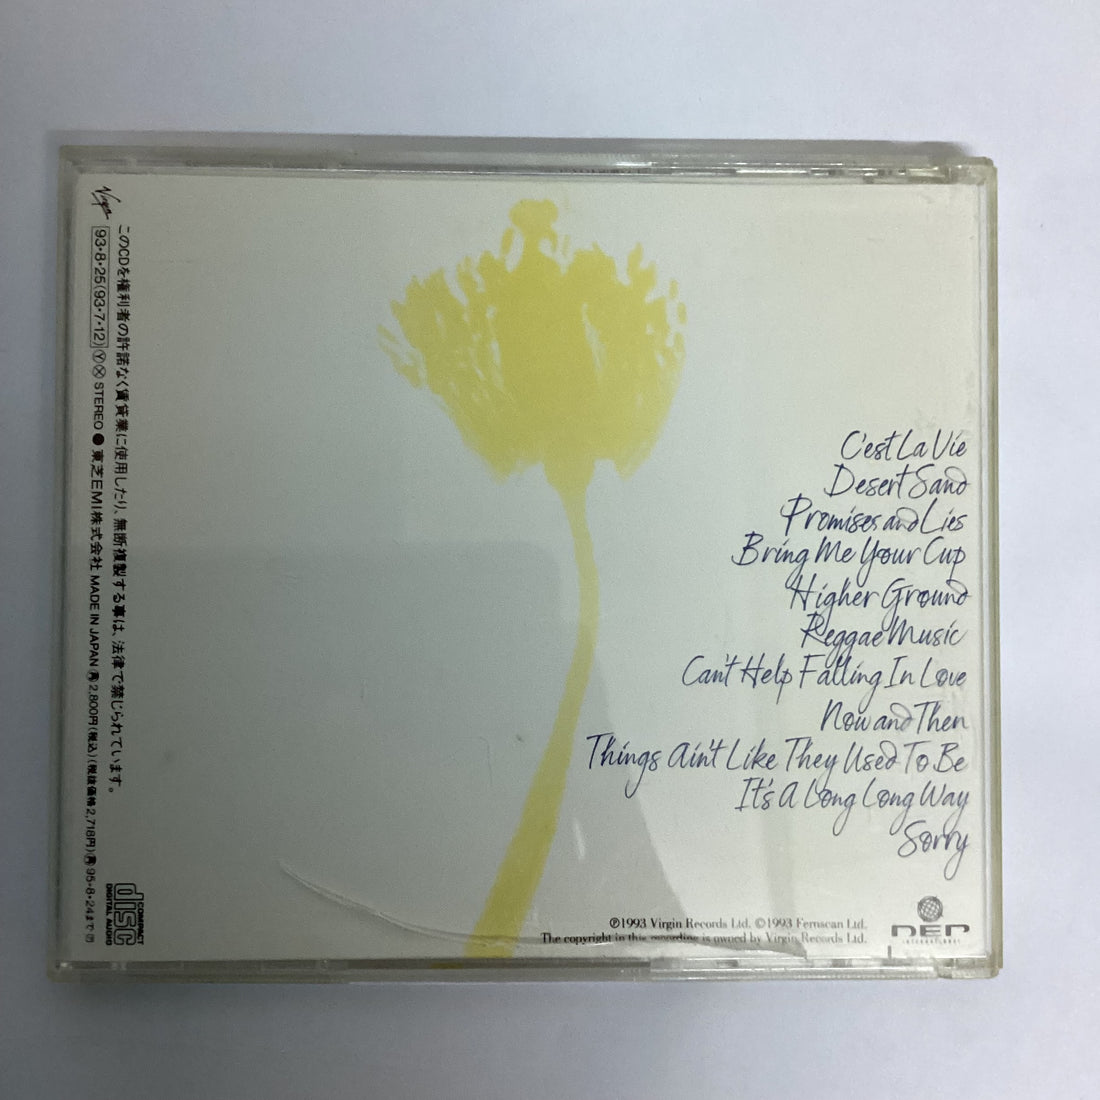 Virgin
このCDを権利者の許諾なく賃貸業に使用したり、無断複製する事は、法律で禁じられています。
93・8・25(93・7・12) Ⓨ Ⓧ STEREO ● 東芝EMI株式会社 MADE IN JAPAN 再 2,800円(税込)(税抜価格2,718円) 再 95・8・24まで
COMPACT
disc
DIGITAL AUDIO
C'est La Vie
Desert Sand
Promises and Lies
Bring Me Your Cup
Higher Ground
Reggae Music
Can't Help Falling In Love
Now and Then
Things Ain't Like They Used To Be
It's A Long Long Way
Sorry
℗1993 Virgin Records Ltd. ©1993 Fernscan Ltd.
The copyright in this recording is owned by Virgin Records Ltd.
DEP
INTERNATIONAL